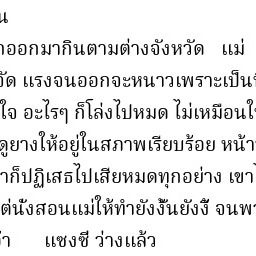 น
าออกมากินตามต่างจังหวัด แม่
จัด แรงจนออกจะหนาวเพราะเป็น
ใจ อะไรๆ ก็โล่งไปหมด ไม่เหมือนใ
ดูยางให้อยู่ในสภาพเรียบร้อย หน้า
าก็ปฏิเสธไปเสียหมดทุกอย่าง เขา
ต่นั่งสอนแม่ให้ทำยังงั้นยังงี้ จนพ
ว่า แซงซี ว่างแล้ว